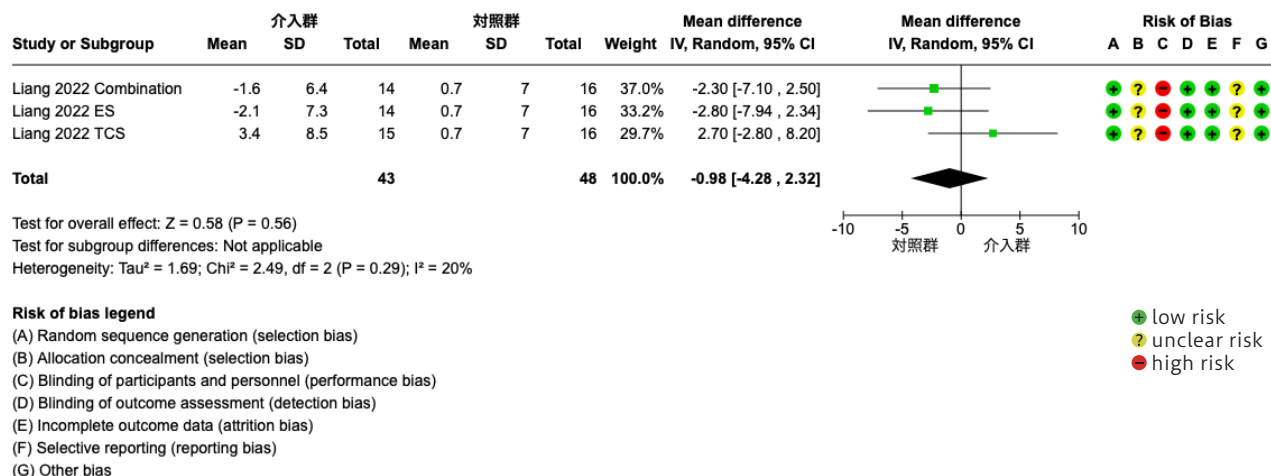 介入群 対照群 Mean difference Mean difference Risk of Bias
Study or Subgroup Mean SD Total Mean SD Total Weight IV, Random, 95% CI IV, Random, 95% CI A B C D E F G
Liang 2022 Combination -1.6 6.4 14 0.7 7 16 37.0% -2.30 [-7.10 , 2.50] + ? − + + ? +
Liang 2022 ES -2.1 7.3 14 0.7 7 16 33.2% -2.80 [-7.94 , 2.34] + ? − + + ? +
Liang 2022 TCS 3.4 8.5 15 0.7 7 16 29.7% 2.70 [-2.80 , 8.20] + ? − + + ? +
Total 43 48 100.0% -0.98 [-4.28 , 2.32]
Test for overall effect: Z = 0.58 (P = 0.56)
Test for subgroup differences: Not applicable
Heterogeneity: Tau² = 1.69; Chi² = 2.49, df = 2 (P = 0.29); I² = 20%
-10 -5 0 5 10
対照群 介入群
Risk of bias legend
(A) Random sequence generation (selection bias)
(B) Allocation concealment (selection bias)
(C) Blinding of participants and personnel (performance bias)
(D) Blinding of outcome assessment (detection bias)
(E) Incomplete outcome data (attrition bias)
(F) Selective reporting (reporting bias)
(G) Other bias
+ low risk
? unclear risk
− high risk